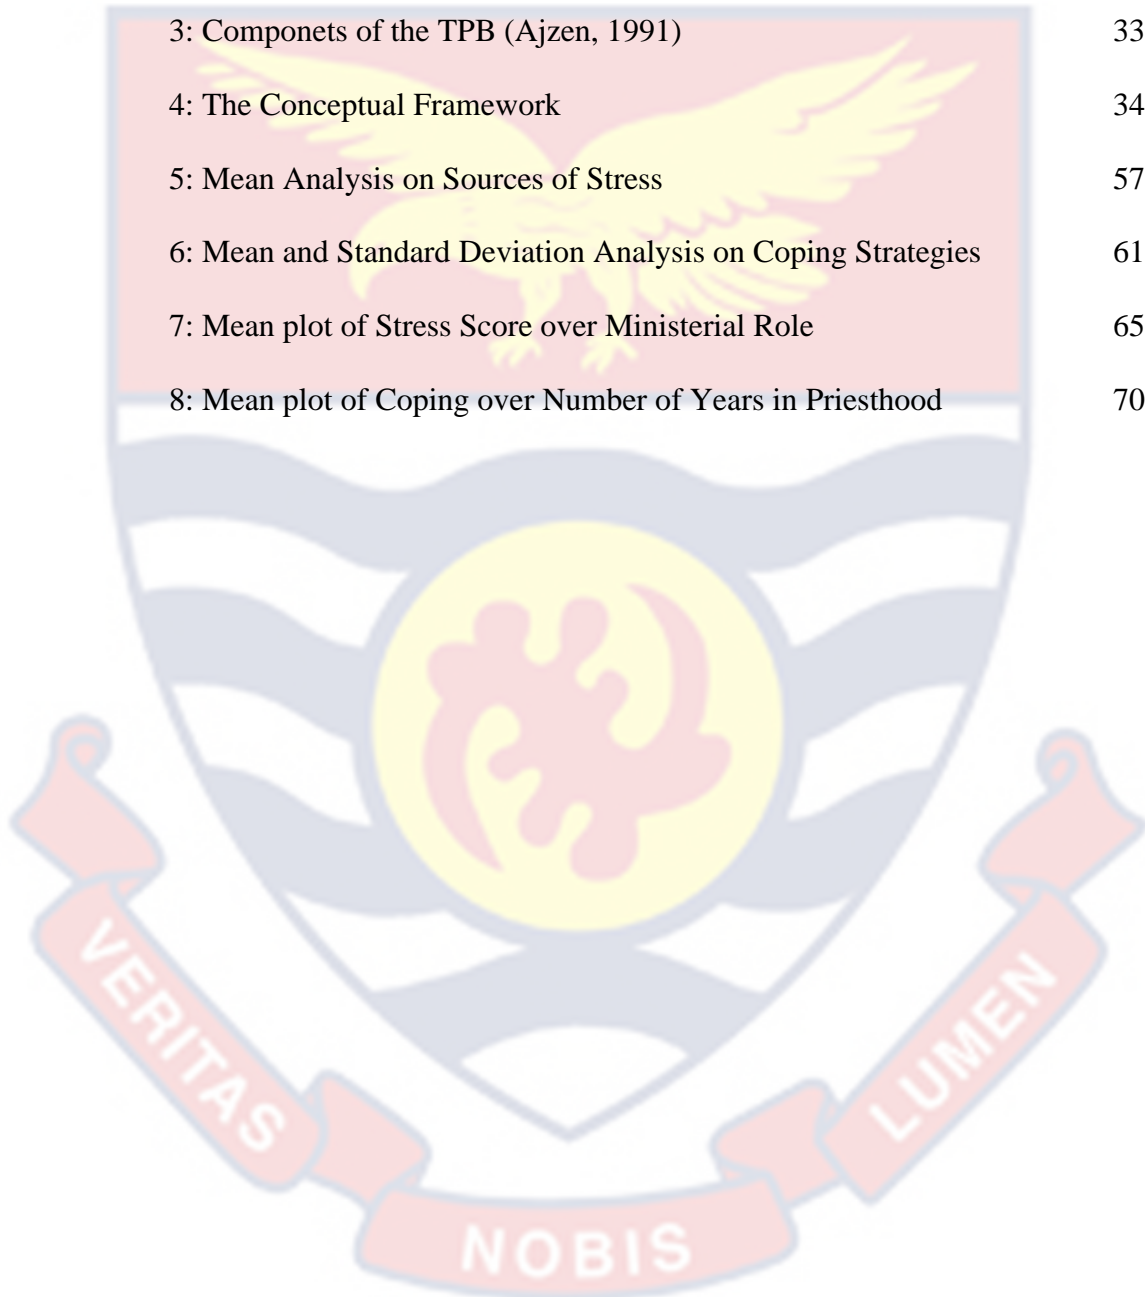 3: Componets of the TPB (Ajzen, 1991) 33
4: The Conceptual Framework 34
5: Mean Analysis on Sources of Stress 57
6: Mean and Standard Deviation Analysis on Coping Strategies 61
7: Mean plot of Stress Score over Ministerial Role 65
8: Mean plot of Coping over Number of Years in Priesthood 70
VERITAS
NOBIS
LUMEN